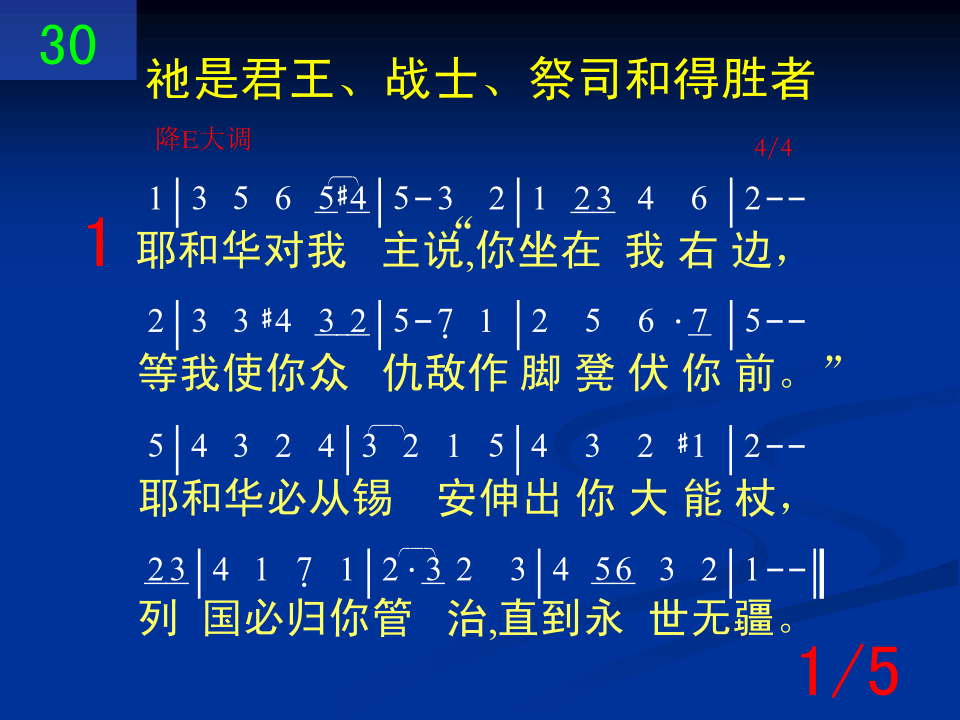 30
祂是君王、战士、祭司和得胜者
降E大调 4/4
1|3 5 6 5♯4|5-3 2|1 23 4 6|2--
1 耶和华对我 主说,“你坐在 我 右 边，
2|3 3 ♯4 3 2|5-7̣ 1|2 5 6·7|5--
等我使你众 仇敌作 脚 凳 伏 你 前。”
5|4 3 2 4|3 2 1 5|4 3 2 ♯1|2--
耶和华必从锡 安伸出 你 大 能 杖，
23|4 1 7̣ 1|2·3 2 3|4 56 3 2|1--‖
列 国必归你管 治,直到永 世无疆。
1/5